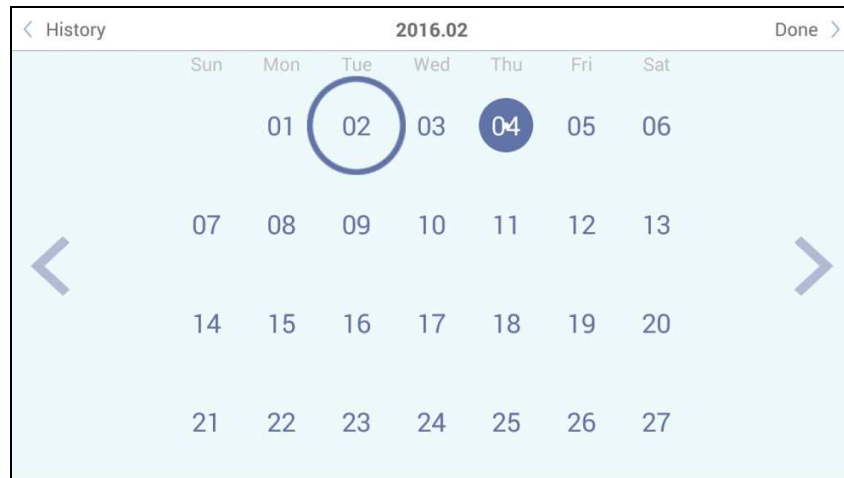 History 2016.02 Done
Sun Mon Tue Wed Thu Fri Sat
01 02 03 04 05 06
07 08 09 10 11 12 13
14 15 16 17 18 19 20
21 22 23 24 25 26 27